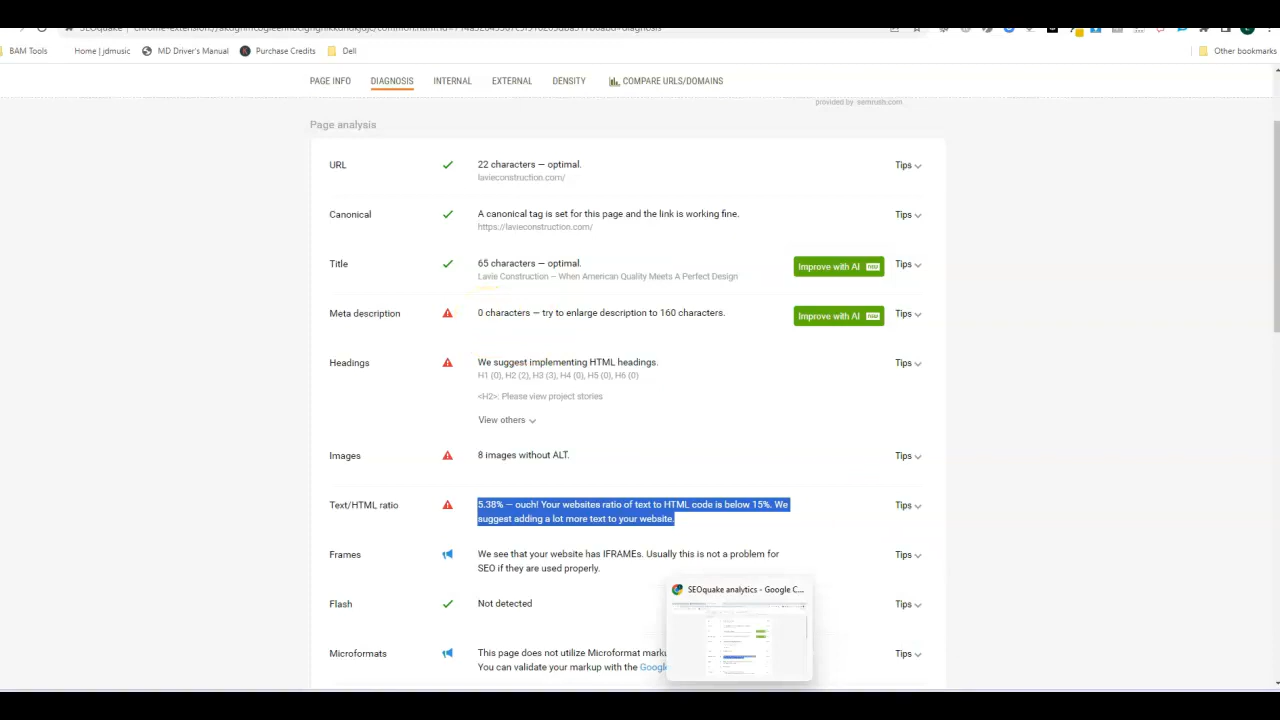 BAM Tools
Home | jdmusic
MD Driver's Manual
Purchase Credits
Dell
Other bookmarks
PAGE INFO
DIAGNOSIS
INTERNAL
EXTERNAL
DENSITY
COMPARE URLS/DOMAINS
provided by semrush.com
Page analysis
URL
22 characters — optimal.
Tips
lavieconstruction.com/
Canonical
A canonical tag is set for this page and the link is working fine.
Tips
https://lavieconstruction.com/
Title
65 characters — optimal.
Improve with AI
Tips
Lavie Construction – When American Quality Meets A Perfect Design
Meta description
0 characters — try to enlarge description to 160 characters.
Improve with AI
Tips
Headings
We suggest implementing HTML headings.
Tips
H1 (0), H2 (2), H3 (3), H4 (0), H5 (0), H6 (0)
<H2>: Please view project stories
View others
Images
8 images without ALT.
Tips
Text/HTML ratio
5.38% — ouch! Your websites ratio of text to HTML code is below 15%. We
suggest adding a lot more text to your website.
Tips
Frames
We see that your website has IFRAMEs. Usually this is not a problem for
SEO if they are used properly.
Tips
Flash
Not detected
Tips
SEOquake analytics - Google C...
Microformats
This page does not utilize Microformat
You can validate your markup with the Google
Tips